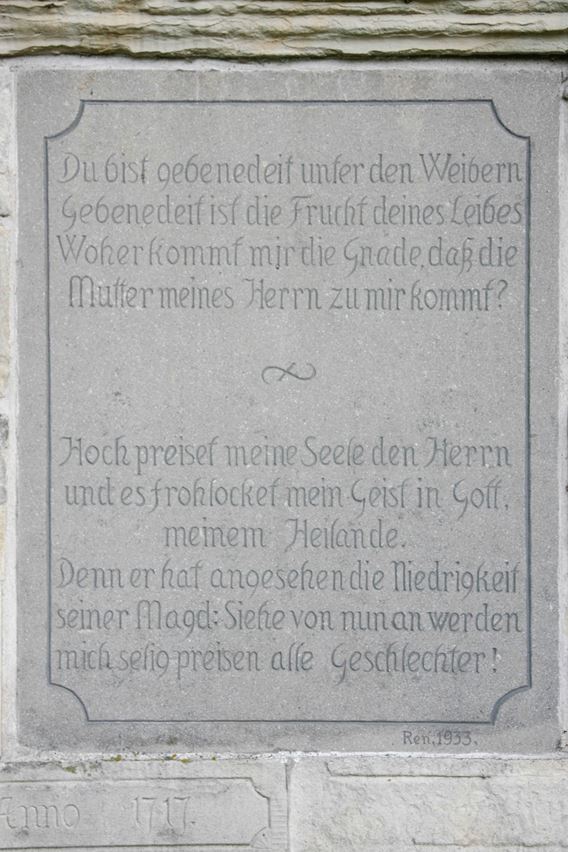 Du bist gebenedeit unter den Weibern
Gebenedeit ist die Frucht deines Leibes
Woher kommt mir die Gnade, daß die
Mutter meines Herrn zu mir kommt?
Hoch preiset meine Seele den Herrn
und es frohlocket mein Geist in Gott,
meinem Heilande.
Denn er hat angesehen die Niedrigkeit
seiner Magd: Siehe von nun an werden
mich selig preisen alle Geschlechter!
Ren. 1933.
Anno 1717.